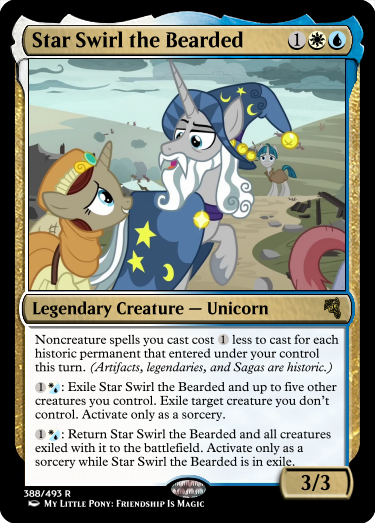 Star Swirl the Bearded 1
Legendary Creature — Unicorn
Noncreature spells you cast cost 1 less to cast for each
historic permanent that entered under your control
this turn. (Artifacts, legendaries, and Sagas are historic.)
1 : Exile Star Swirl the Bearded and up to five other
creatures you control. Exile target creature you don't
control. Activate only as a sorcery.
1 : Return Star Swirl the Bearded and all creatures
exiled with it to the battlefield. Activate only as a
sorcery while Star Swirl the Bearded is in exile.
3/3
388/493 R
My Little Pony: Friendship Is Magic